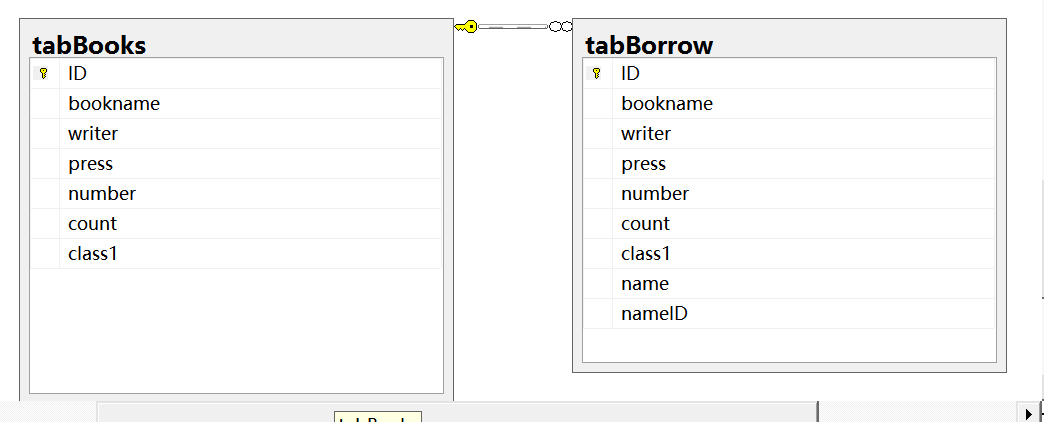 tabBooks
ID
bookname
writer
press
number
count
class1
tabBorrow
ID
bookname
writer
press
number
count
class1
name
nameID